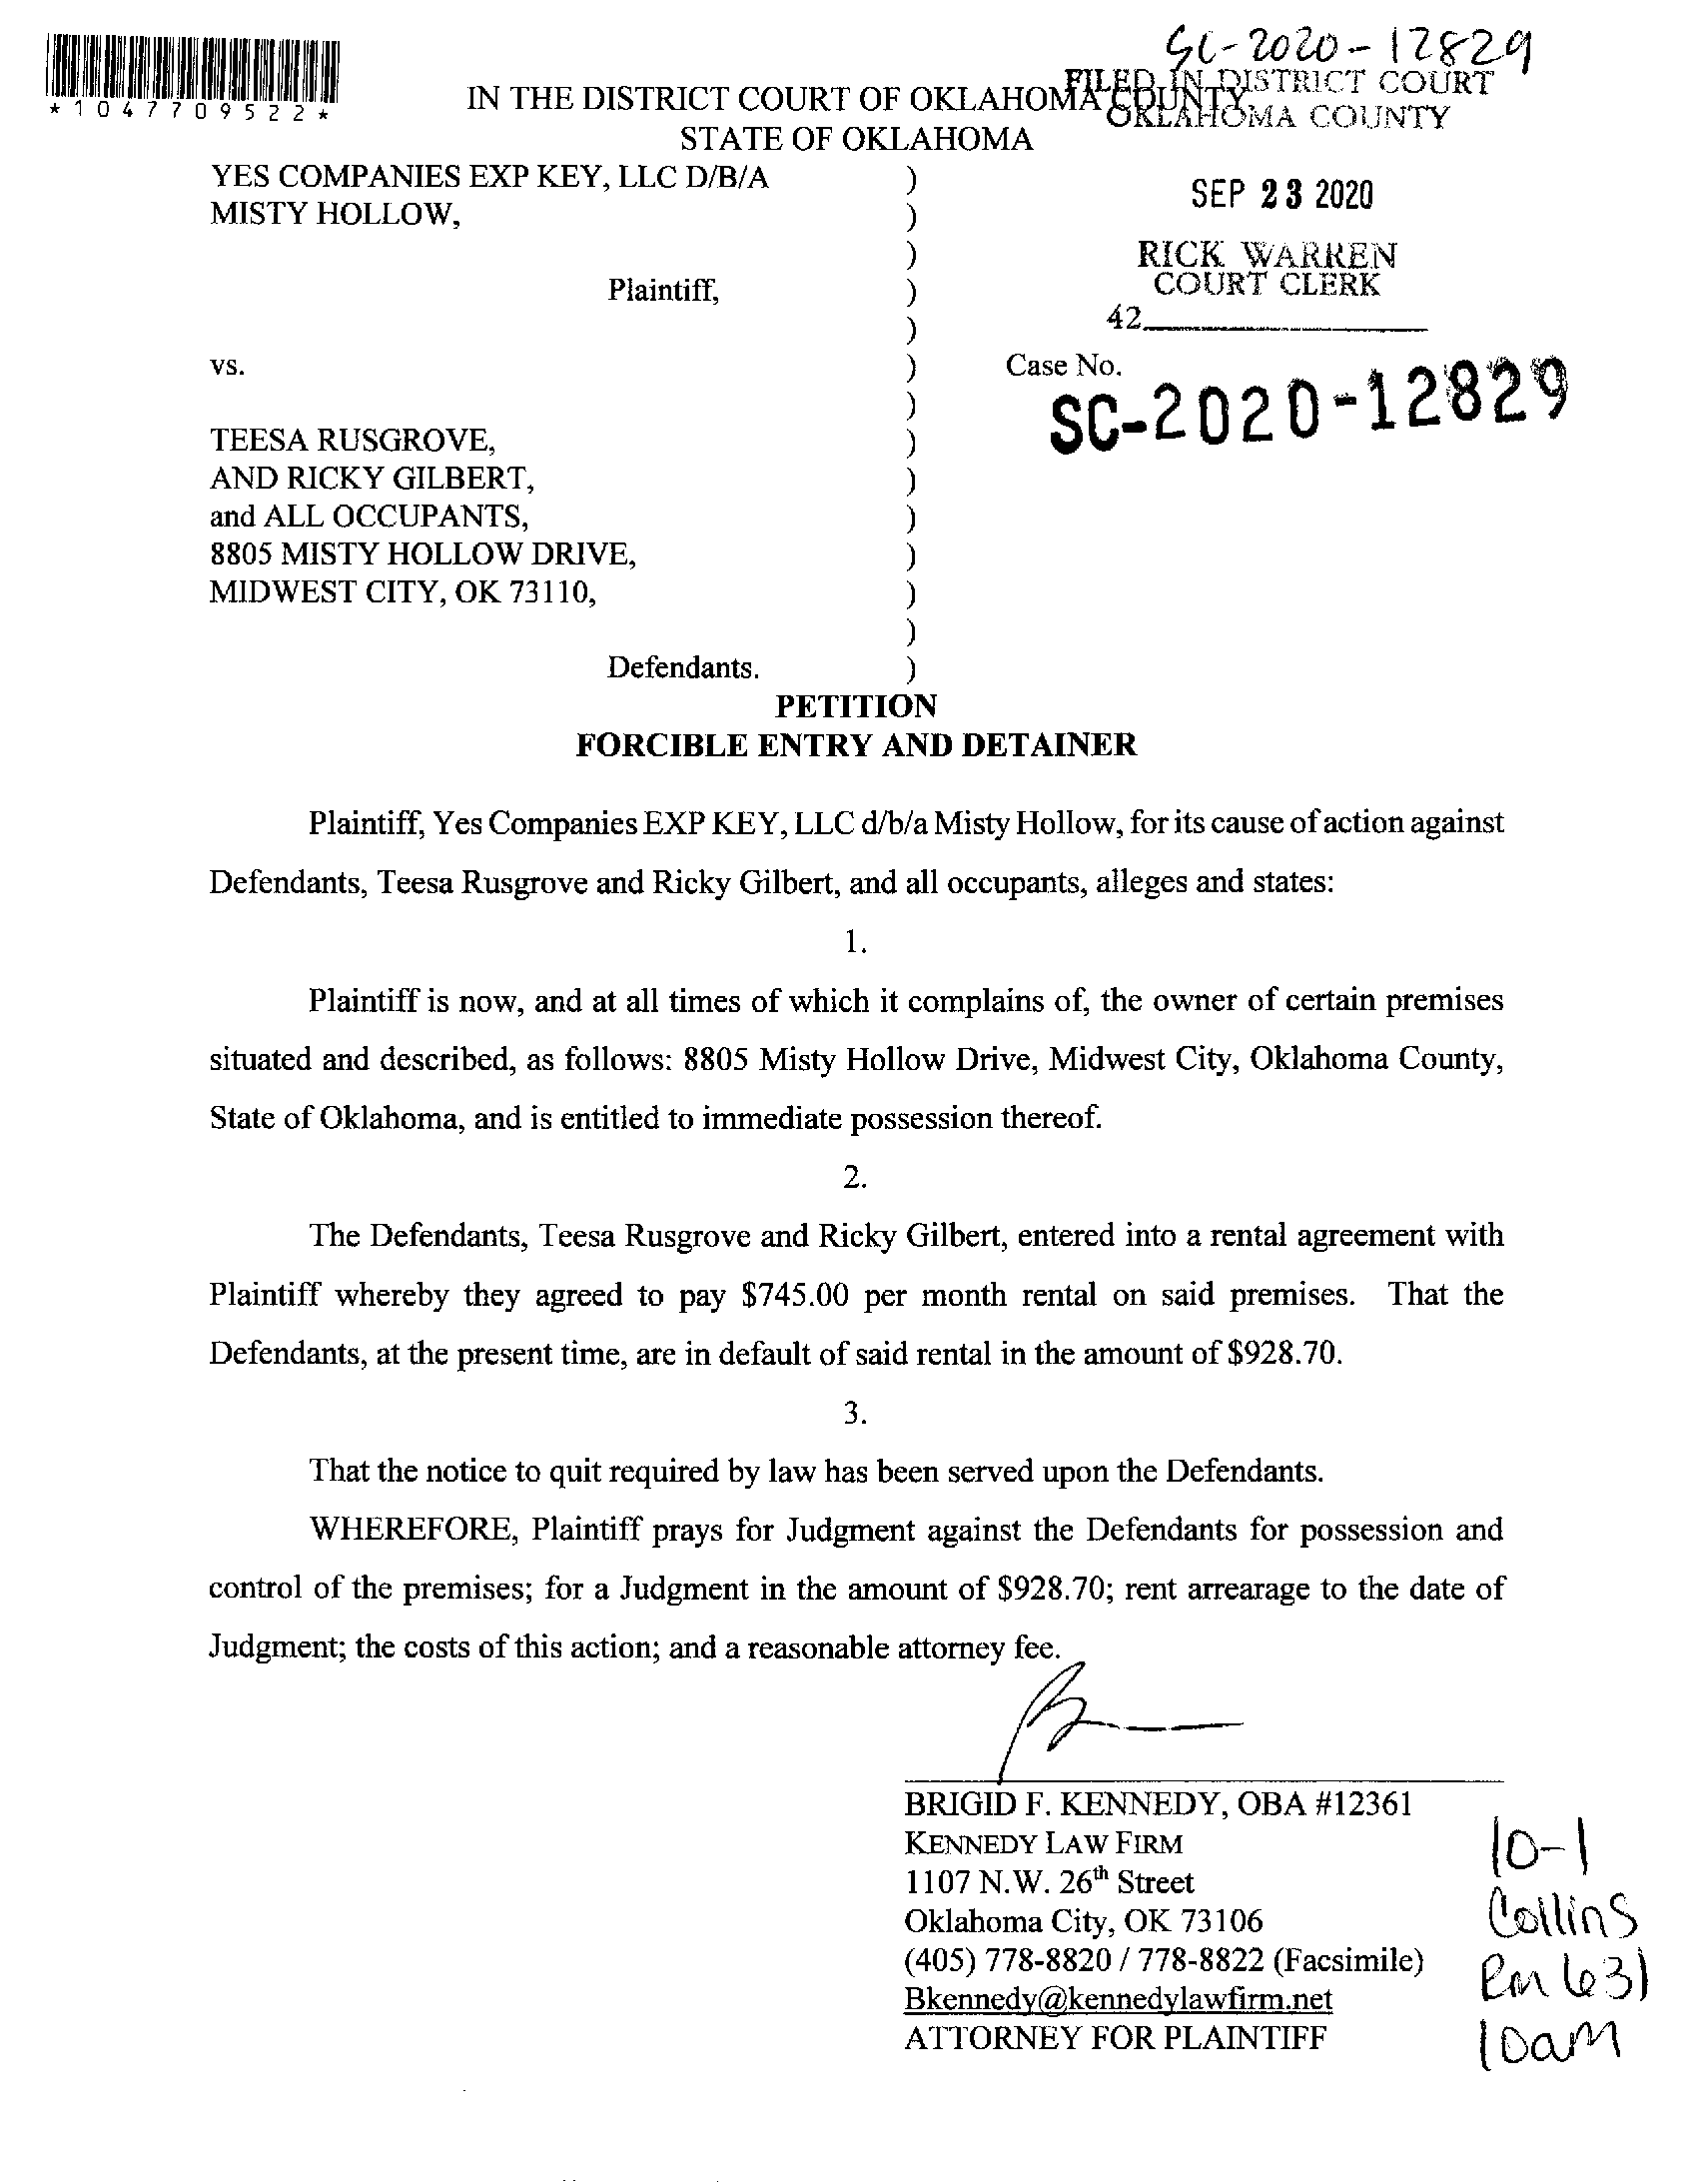 SC-2020-12829
*1047709522*
FILED IN DISTRICT COURT
OKLAHOMA COUNTY
IN THE DISTRICT COURT OF OKLAHOMA COUNTY
STATE OF OKLAHOMA
SEP 23 2020
RICK WARREN
COURT CLERK
42
YES COMPANIES EXP KEY, LLC D/B/A )
MISTY HOLLOW, )
)
Plaintiff, )
)
vs. ) Case No.
SC-2020-12829
)
TEESA RUSGROVE, )
AND RICKY GILBERT, )
and ALL OCCUPANTS, )
8805 MISTY HOLLOW DRIVE, )
MIDWEST CITY, OK 73110, )
)
Defendants. )
PETITION
FORCIBLE ENTRY AND DETAINER
Plaintiff, Yes Companies EXP KEY, LLC d/b/a Misty Hollow, for its cause of action against
Defendants, Teesa Rusgrove and Ricky Gilbert, and all occupants, alleges and states:
1.
Plaintiff is now, and at all times of which it complains of, the owner of certain premises
situated and described, as follows: 8805 Misty Hollow Drive, Midwest City, Oklahoma County,
State of Oklahoma, and is entitled to immediate possession thereof.
2.
The Defendants, Teesa Rusgrove and Ricky Gilbert, entered into a rental agreement with
Plaintiff whereby they agreed to pay $745.00 per month rental on said premises. That the
Defendants, at the present time, are in default of said rental in the amount of $928.70.
3.
That the notice to quit required by law has been served upon the Defendants.
WHEREFORE, Plaintiff prays for Judgment against the Defendants for possession and
control of the premises; for a Judgment in the amount of $928.70; rent arrearage to the date of
Judgment; the costs of this action; and a reasonable attorney fee.
BRIGID F. KENNEDY, OBA #12361
KENNEDY LAW FIRM
1107 N.W. 26th Street
Oklahoma City, OK 73106
(405) 778-8820 / 778-8822 (Facsimile)
Bkennedy@kennedylawfirm.net
ATTORNEY FOR PLAINTIFF
10-1
Collins
Rm 631
10am